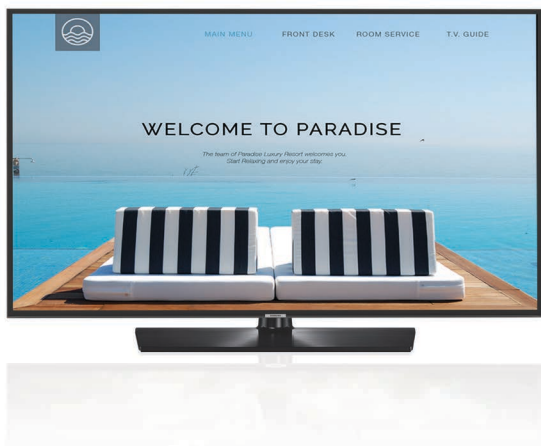 MAIN MENU FRONT DESK ROOM SERVICE T.V. GUIDE
WELCOME TO PARADISE
The team of Paradise Luxury Resort welcomes you.
Start Relaxing and enjoy your stay.